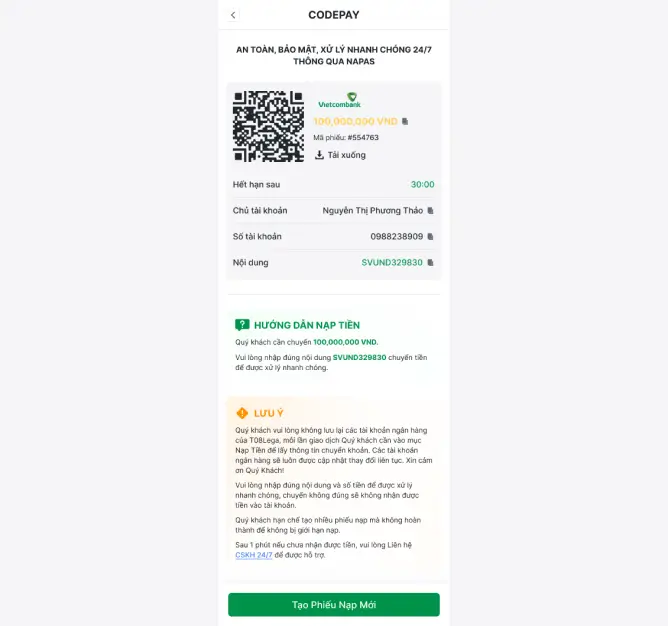 CODEPAY
AN TOÀN, BẢO MẬT, XỬ LÝ NHANH CHÓNG 24/7
THÔNG QUA NAPAS
Vietcombank
100,000,000 VND
Mã phiếu: #554763
Tải xuống
Hết hạn sau 30:00
Chủ tài khoản Nguyễn Thị Phương Thảo
Số tài khoản 0988238909
Nội dung SVUND329830
HƯỚNG DẪN NẠP TIỀN
Quý khách cần chuyển 100,000,000 VND.
Vui lòng nhập đúng nội dung SVUND329830 chuyển tiền
để được xử lý nhanh chóng.
LƯU Ý
Quý khách vui lòng không lưu lại các tài khoản ngân hàng
của T08Lega, mỗi lần giao dịch Quý khách cần vào mục
Nạp Tiền để lấy thông tin chuyển khoản. Các tài khoản
ngân hàng sẽ luôn được cập nhật thay đổi liên tục. Xin cảm
ơn Quý Khách!
Vui lòng nhập đúng nội dung và số tiền để được xử lý
nhanh chóng, chuyển không đúng sẽ không nhận được
tiền vào tài khoản.
Quý khách hạn chế tạo nhiều phiếu nạp mà không hoàn
thành để không bị giới hạn nạp.
Sau 1 phút nếu chưa nhận được tiền, vui lòng Liên hệ
CSKH 24/7 để được hỗ trợ.
Tạo Phiếu Nạp Mới